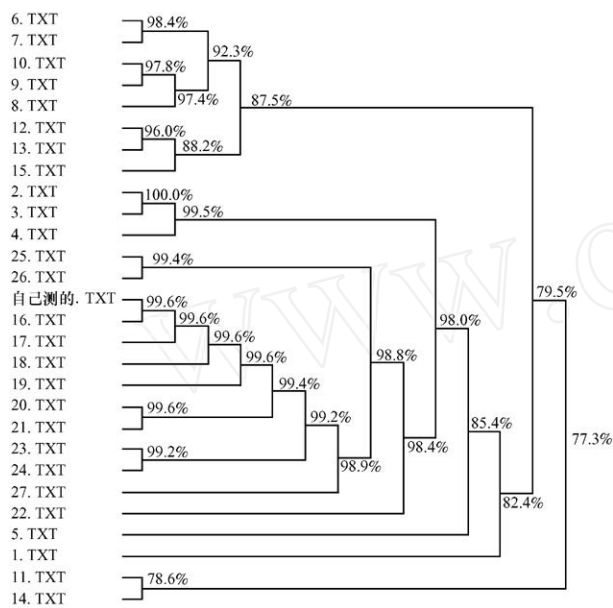 6. TXT 98.4%
7. TXT 92.3%
10. TXT 97.8%
9. TXT 97.4%
8. TXT 87.5%
12. TXT 96.0%
13. TXT 88.2%
15. TXT
2. TXT 100.0%
3. TXT 99.5%
4. TXT
25. TXT 99.4%
26. TXT
自己测的. TXT 99.6% 79.5%
16. TXT 99.6%
17. TXT 99.6% 98.0%
18. TXT 99.6% 98.8%
19. TXT 99.4%
20. TXT 99.6% 99.2%
21. TXT 85.4%
23. TXT 99.2% 98.4% 77.3%
24. TXT 98.9%
27. TXT 82.4%
22. TXT
5. TXT
1. TXT
11. TXT 78.6%
14. TXT
www.